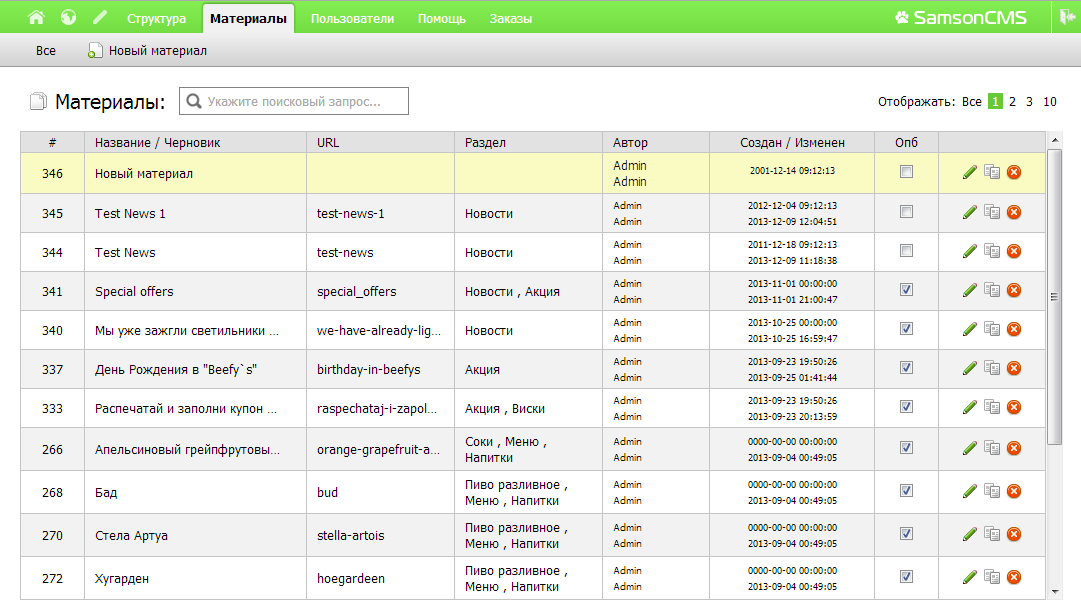 Структура Материалы Пользователи Помощь Заказы SamsonCMS
Все Новый материал
Материалы: Укажите поисковый запрос... Отображать: Все 1 2 3 10
# Название / Черновик URL Раздел Автор Создан / Изменен Опб
346 Новый материал Admin 2001-12-14 09:12:13
Admin
345 Test News 1 test-news-1 Новости Admin 2012-12-04 09:12:13
Admin 2013-12-09 12:04:51
344 Test News test-news Новости Admin 2011-12-18 09:12:13
Admin 2013-12-09 11:18:38
341 Special offers special_offers Новости , Акция Admin 2013-11-01 00:00:00
Admin 2013-11-01 21:00:47
340 Мы уже зажгли светильники ... we-have-already-lig... Новости Admin 2013-10-25 00:00:00
Admin 2013-10-25 16:59:47
337 День Рождения в "Beefy`s" birthday-in-beefys Акция Admin 2013-09-23 19:50:26
Admin 2013-09-25 01:41:44
333 Распечатай и заполни купон ... raspechataj-i-zapol... Акция , Виски Admin 2013-09-23 19:50:26
Admin 2013-09-23 20:13:59
266 Апельсиновый грейпфрутовы... orange-grapefruit-a... Соки , Меню , Admin 0000-00-00 00:00:00
Напитки Admin 2013-09-04 00:49:05
268 Бад bud Пиво разливное , Admin 0000-00-00 00:00:00
Меню , Напитки Admin 2013-09-04 00:49:05
270 Стела Артуа stella-artois Пиво разливное , Admin 0000-00-00 00:00:00
Меню , Напитки Admin 2013-09-04 00:49:05
272 Хугарден hoegardeen Пиво разливное , Admin 0000-00-00 00:00:00
Меню , Напитки Admin 2013-09-04 00:49:05